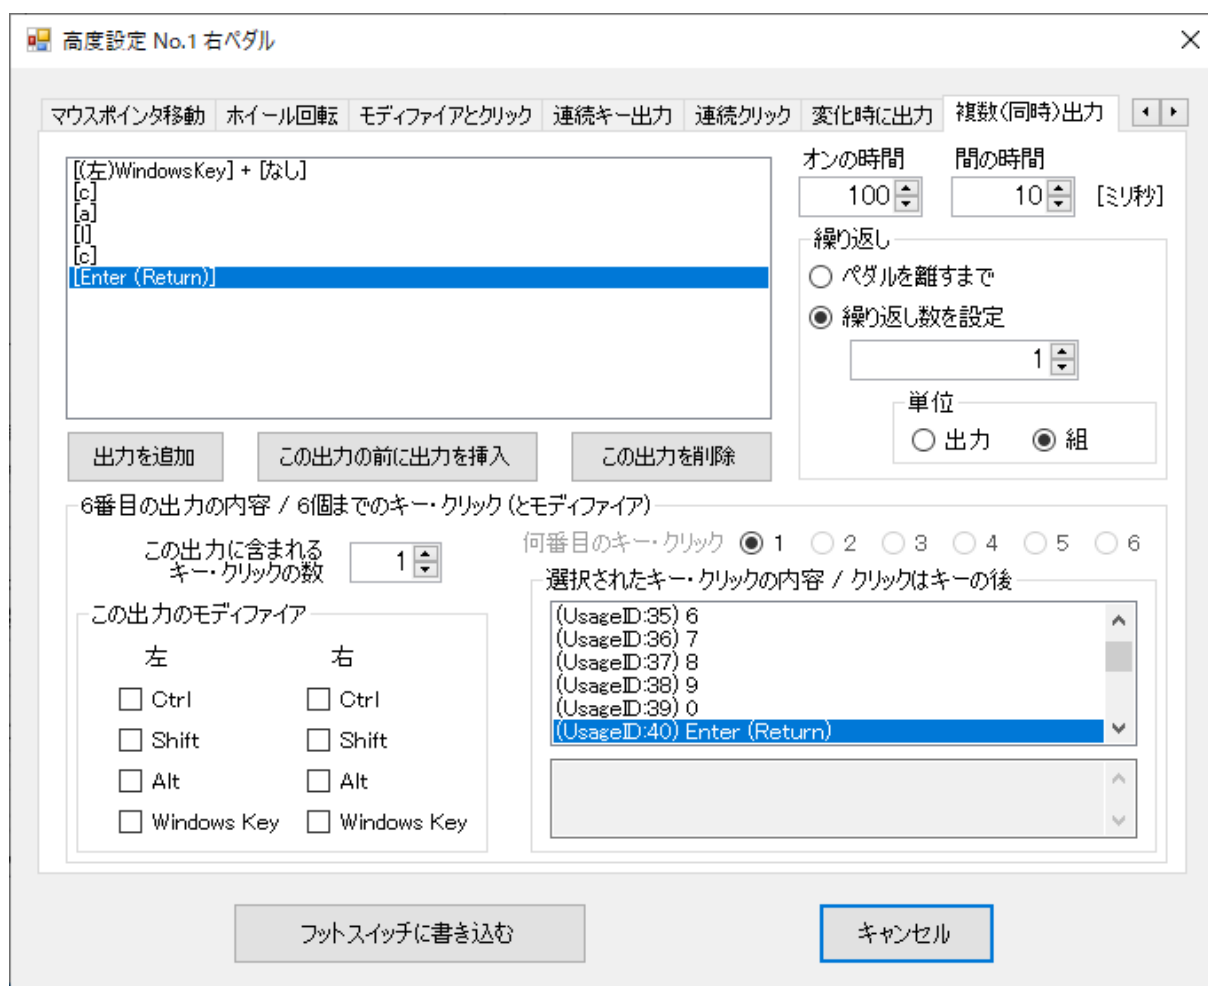 高度設定 No.1 右ペダル
マウスポインタ移動 ホイール回転 モディファイアとクリック 連続キー出力 連続クリック 変化時に出力 複数(同時)出力
[(左)WindowsKey] + [なし]
[c]
[a]
[l]
[c]
[Enter (Return)]
オンの時間 間の時間
100 10 [ミリ秒]
繰り返し
ペダルを離すまで
繰り返し数を設定
1
単位
出力 組
出力を追加 この出力の前に出力を挿入 この出力を削除
6番目の出力の内容 / 6個までのキー・クリック (とモディファイア)
この出力に含まれる
キー・クリックの数
1
何番目のキー・クリック 1 2 3 4 5 6
この出力のモディファイア
左 右
Ctrl Ctrl
Shift Shift
Alt Alt
Windows Key Windows Key
選択されたキー・クリックの内容 / クリックはキーの後
(UsageID:35) 6
(UsageID:36) 7
(UsageID:37) 8
(UsageID:38) 9
(UsageID:39) 0
(UsageID:40) Enter (Return)
フットスイッチに書き込む キャンセル